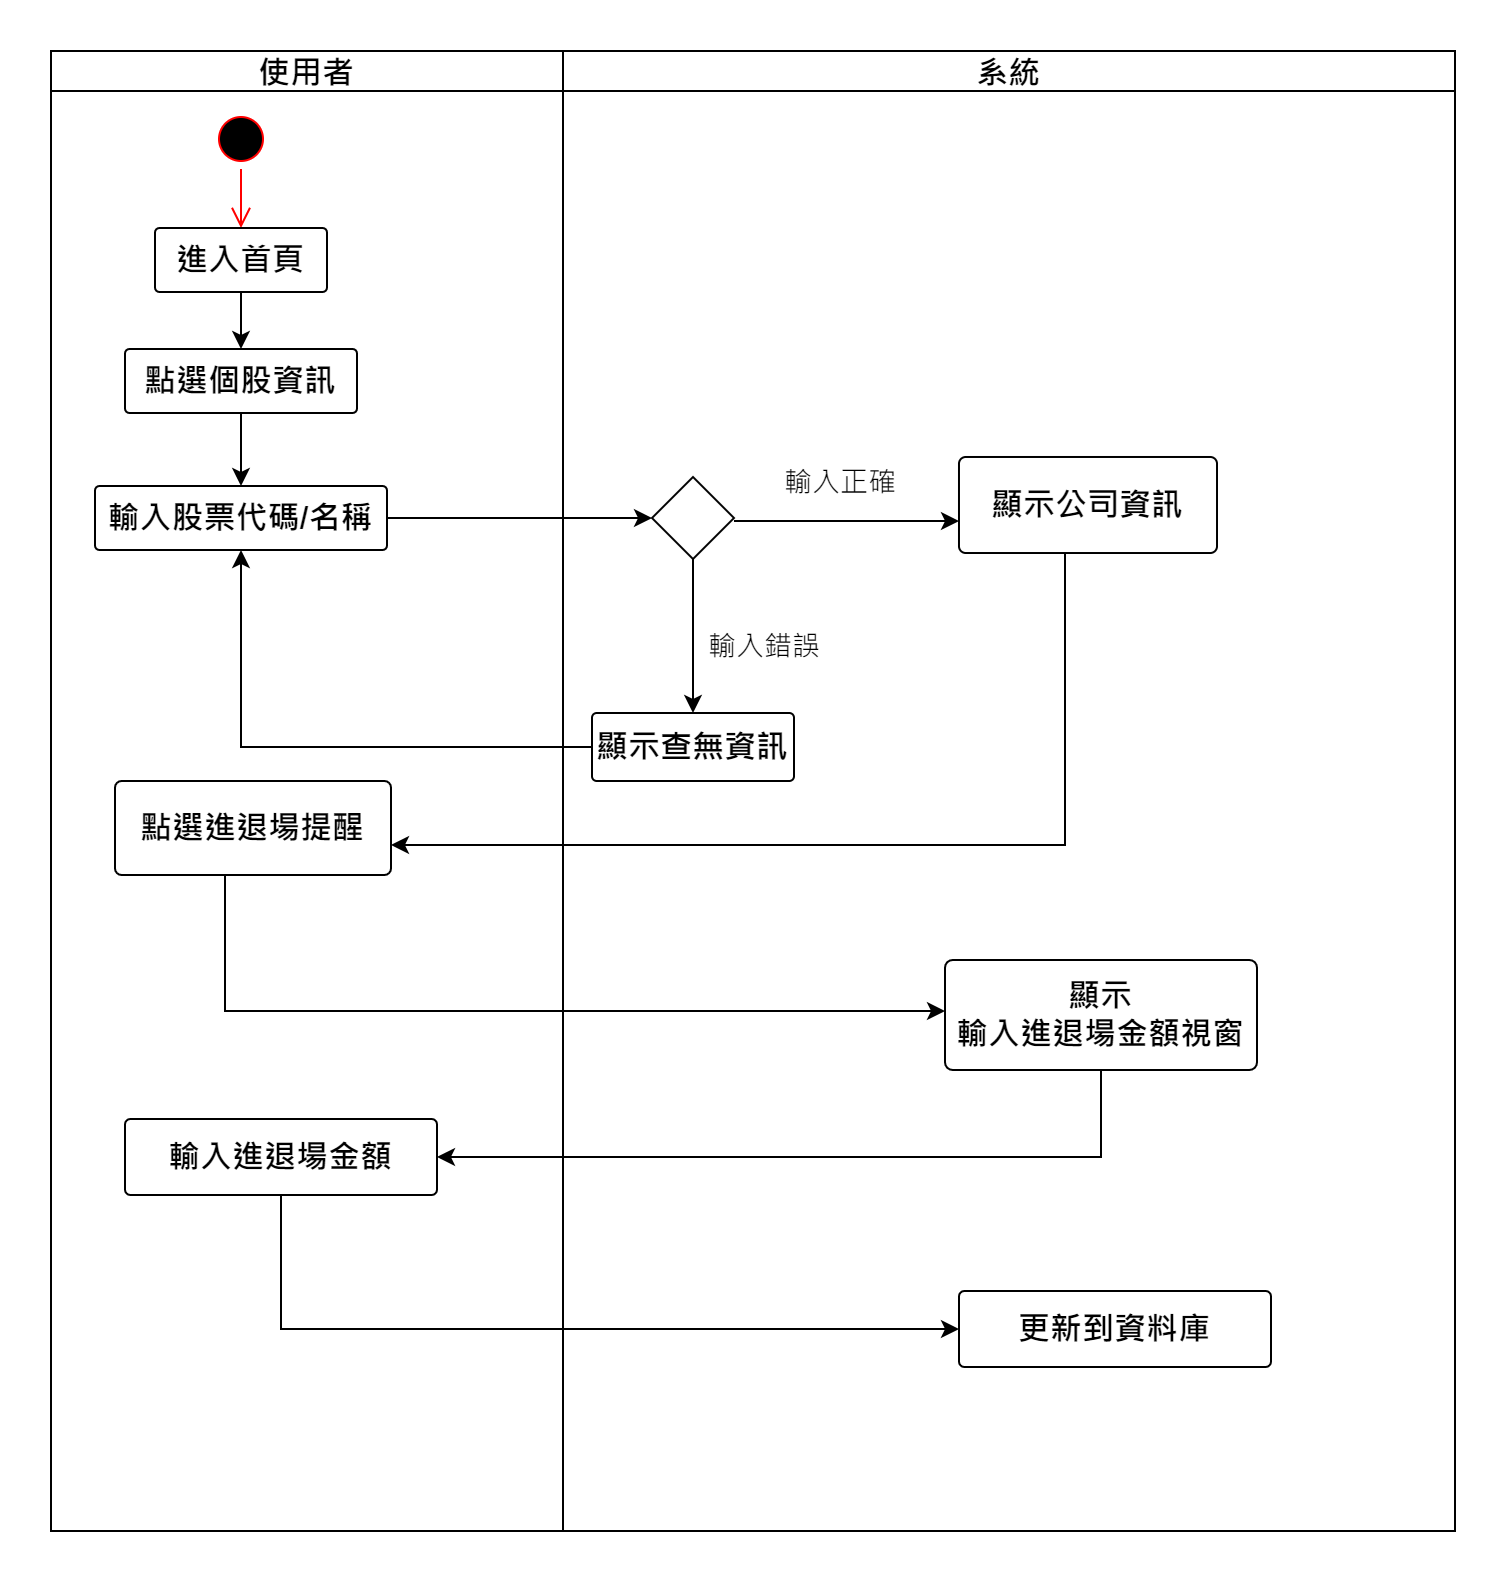 使用者
系統
進入首頁
點選個股資訊
輸入股票代碼/名稱
輸入正確
顯示公司資訊
輸入錯誤
顯示查無資訊
點選進退場提醒
顯示
輸入進退場金額視窗
輸入進退場金額
更新到資料庫